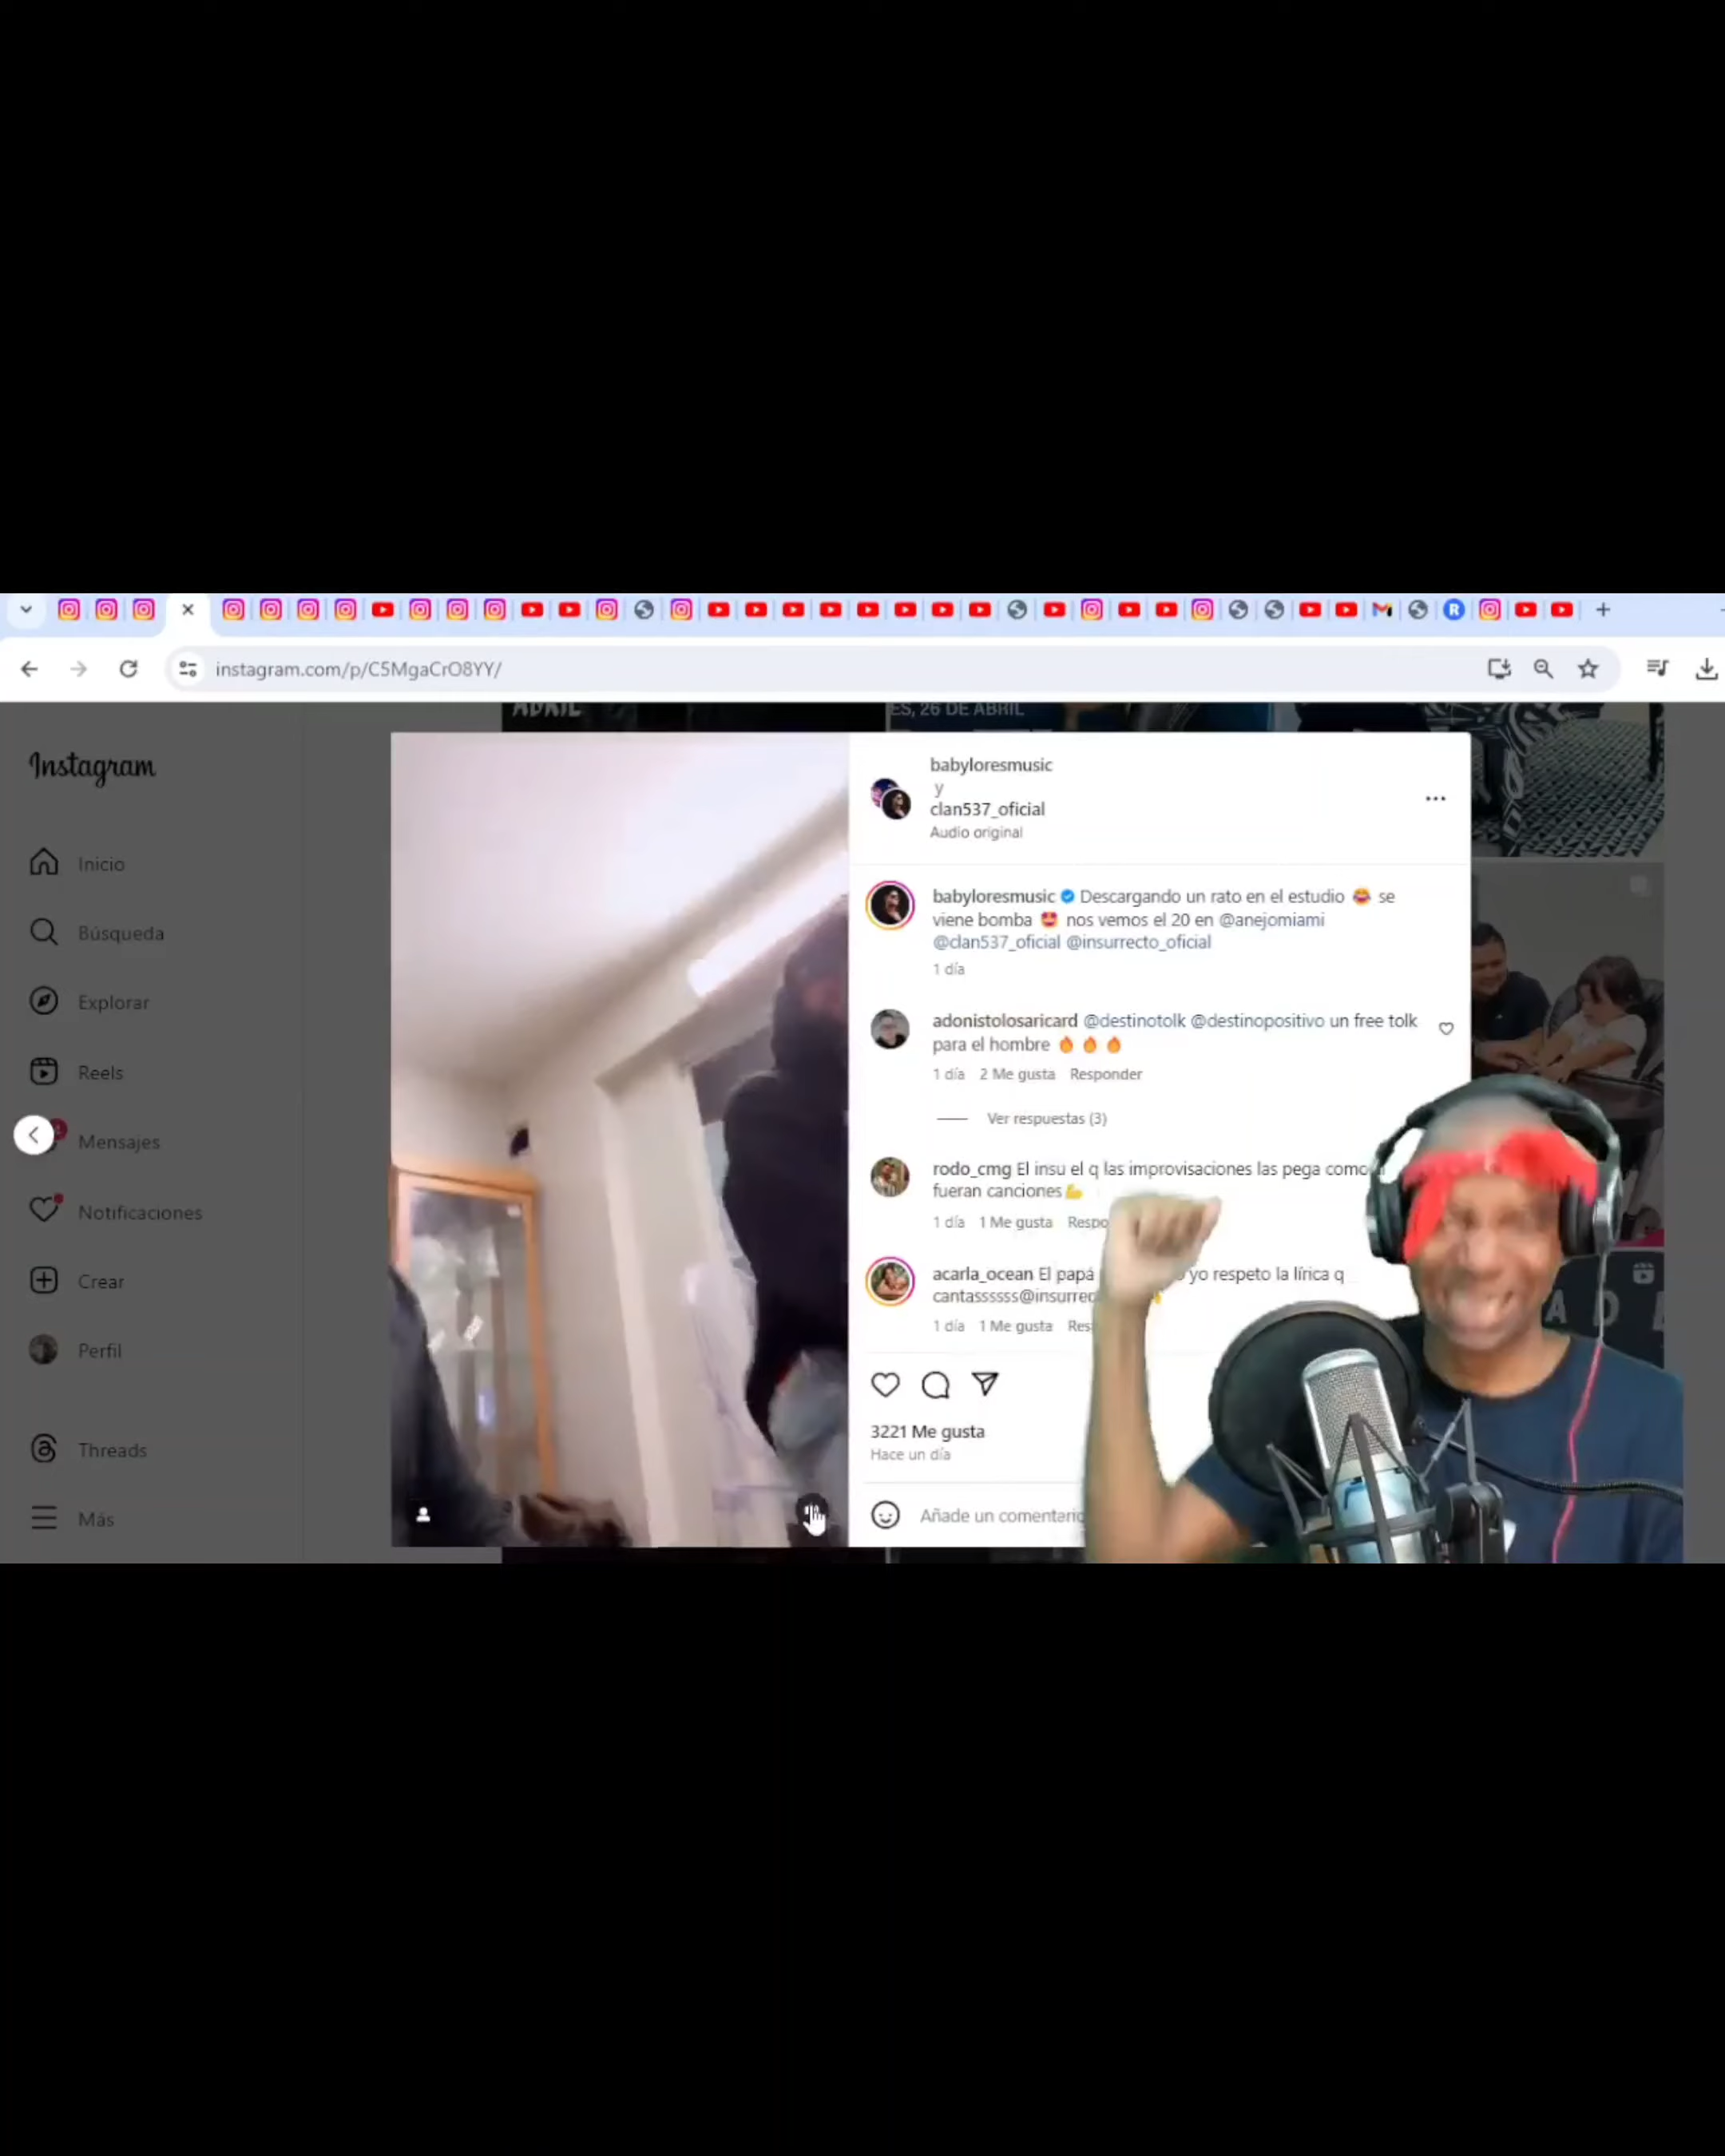 instagram.com/p/C5MgaCrO8YY/
ABRIL
ES, 26 DE ABRIL
Instagram
Inicio
Búsqueda
Explorar
Reels
Mensajes
Notificaciones
Crear
Perfil
Threads
Más
babyloresmusic
y
clan537_oficial
Audio original
babyloresmusic Descargando un rato en el estudio 😂 se
viene bomba 🤩 nos vemos el 20 en @anejomiami
@clan537_oficial @insurrecto_oficial
1 día
adonistolosaricard @destinotolk @destinopositivo un free tolk
para el hombre 🔥 🔥 🔥
1 día 2 Me gusta Responder
Ver respuestas (3)
rodo_cmg El insu el q las improvisaciones las pega como
fueran canciones💪
1 día 1 Me gusta Respo
acarla_ocean El papá yo respeto la lírica q
cantassssss@insurrec
1 día 1 Me gusta Res
3221 Me gusta
Hace un día
Añade un comentario
A D